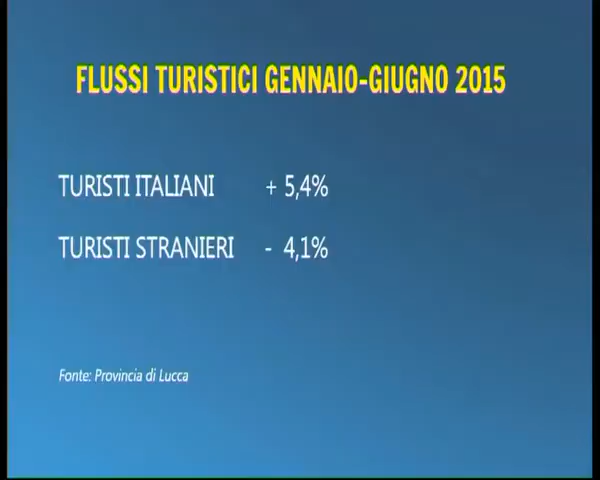 FLUSSI TURISTICI GENNAIO-GIUGNO 2015
TURISTI ITALIANI + 5,4%
TURISTI STRANIERI - 4,1%
Fonte: Provincia di Lucca